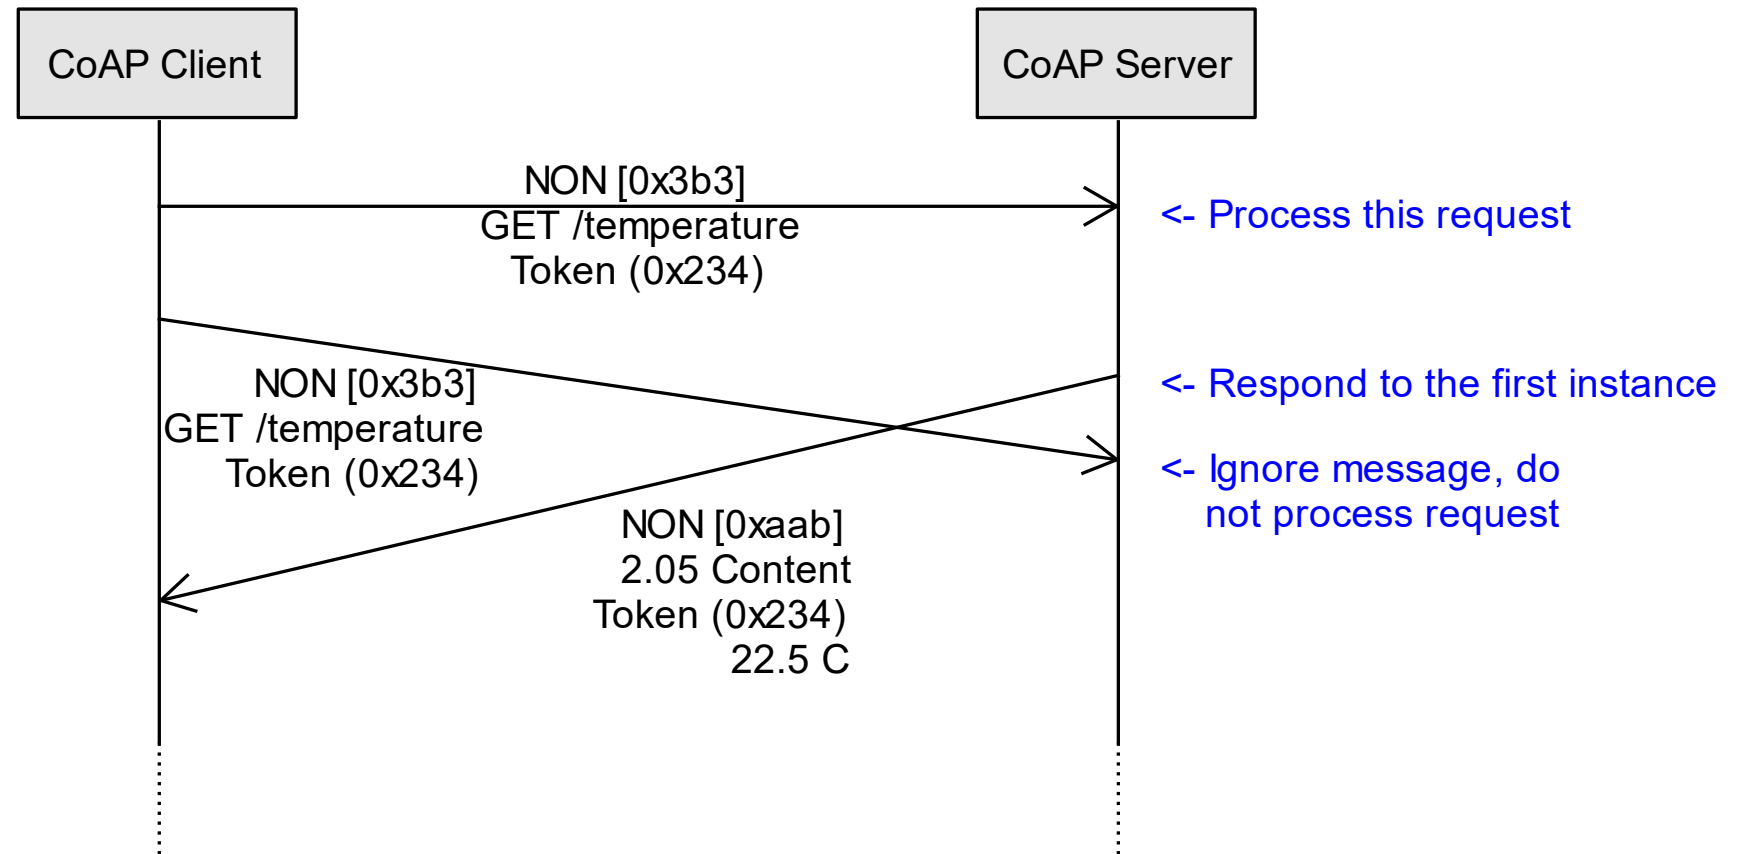 CoAP Client
CoAP Server
NON [0x3b3]
GET /temperature
Token (0x234)
<- Process this request
NON [0x3b3]
GET /temperature
Token (0x234)
<- Respond to the first instance
<- Ignore message, do
not process request
NON [0xaab]
2.05 Content
Token (0x234)
22.5 C